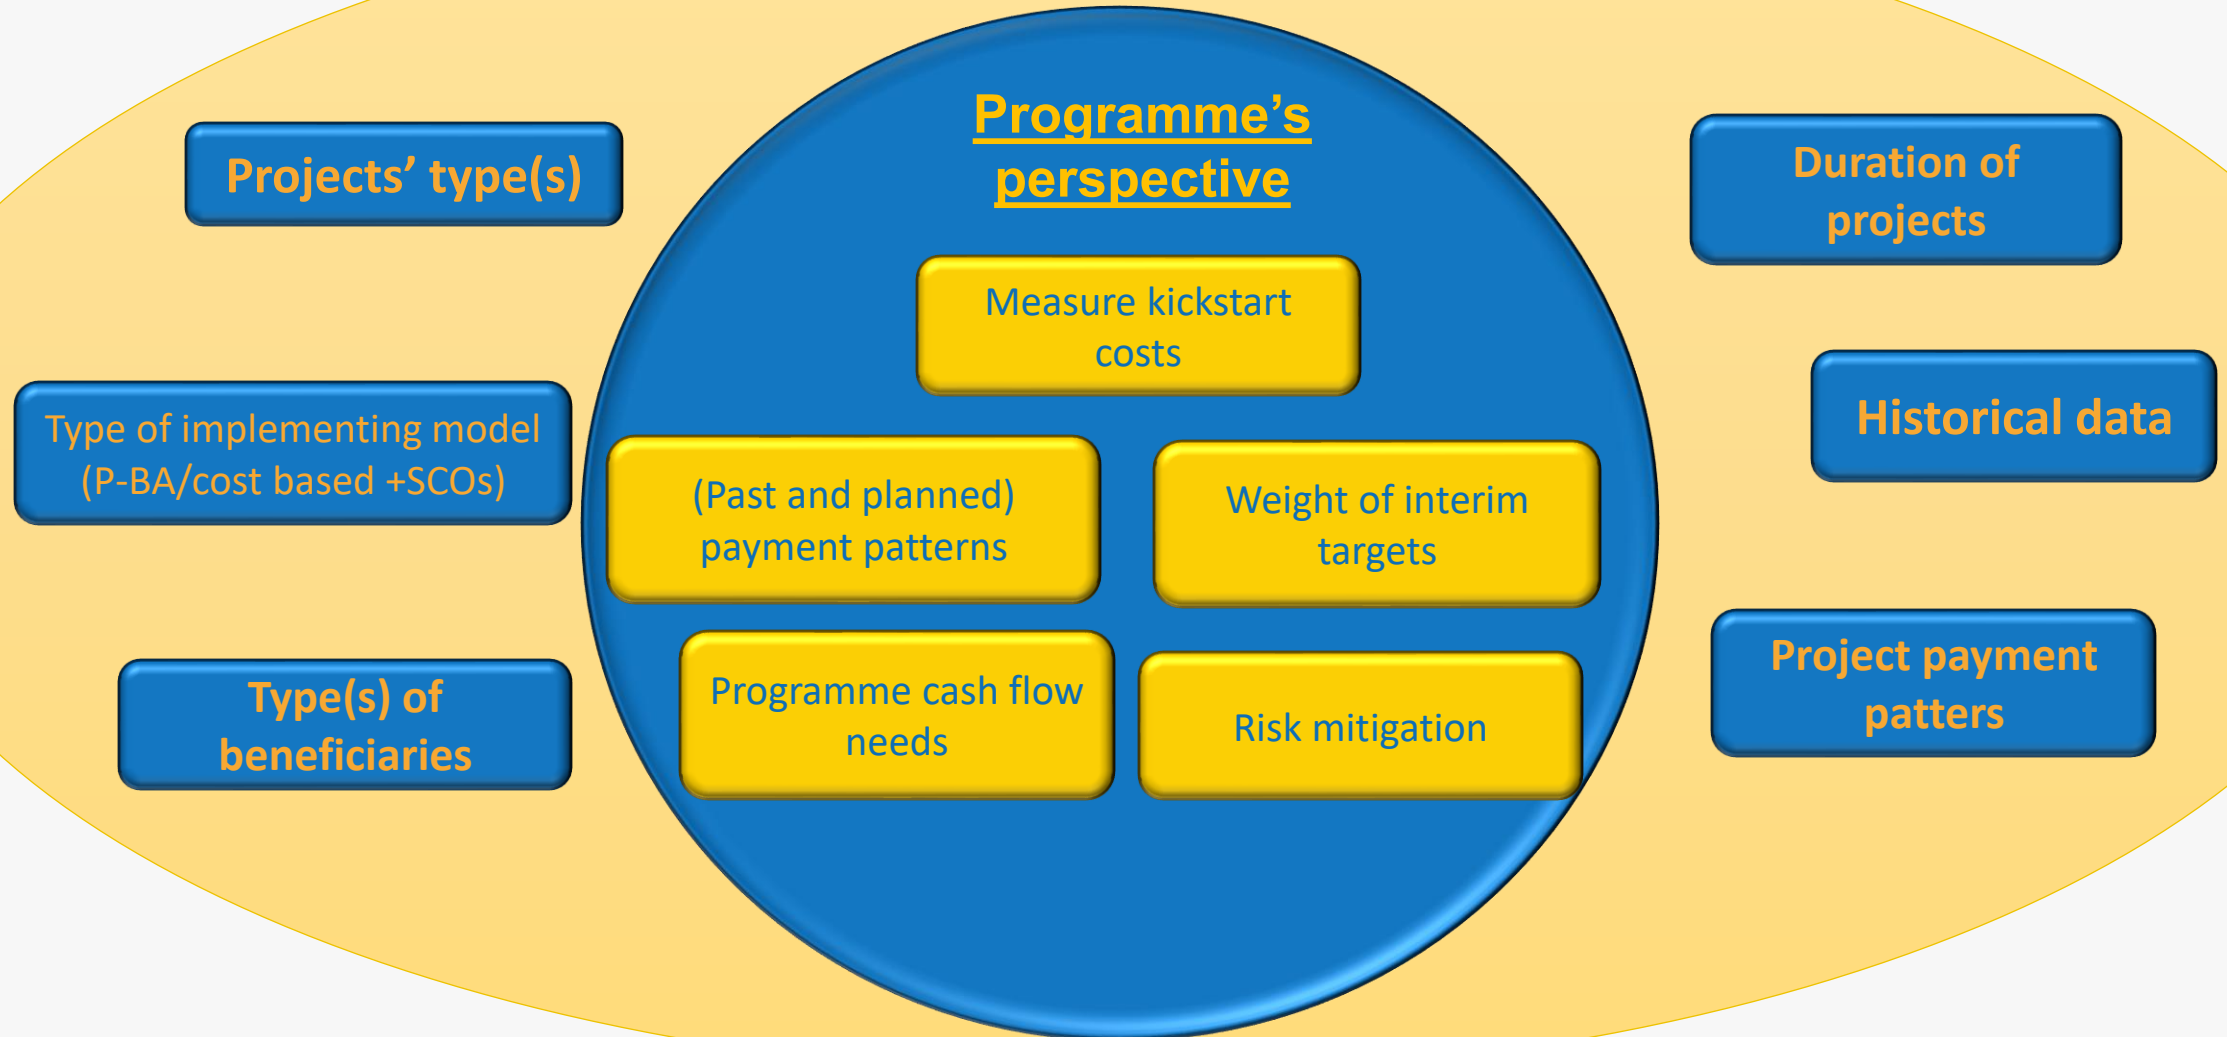 Programme’s
perspective
Projects’ type(s)
Duration of
projects
Measure kickstart
costs
Type of implementing model
(P-BA/cost based +SCOs)
Historical data
(Past and planned)
payment patterns
Weight of interim
targets
Type(s) of
beneficiaries
Programme cash flow
needs
Risk mitigation
Project payment
patters